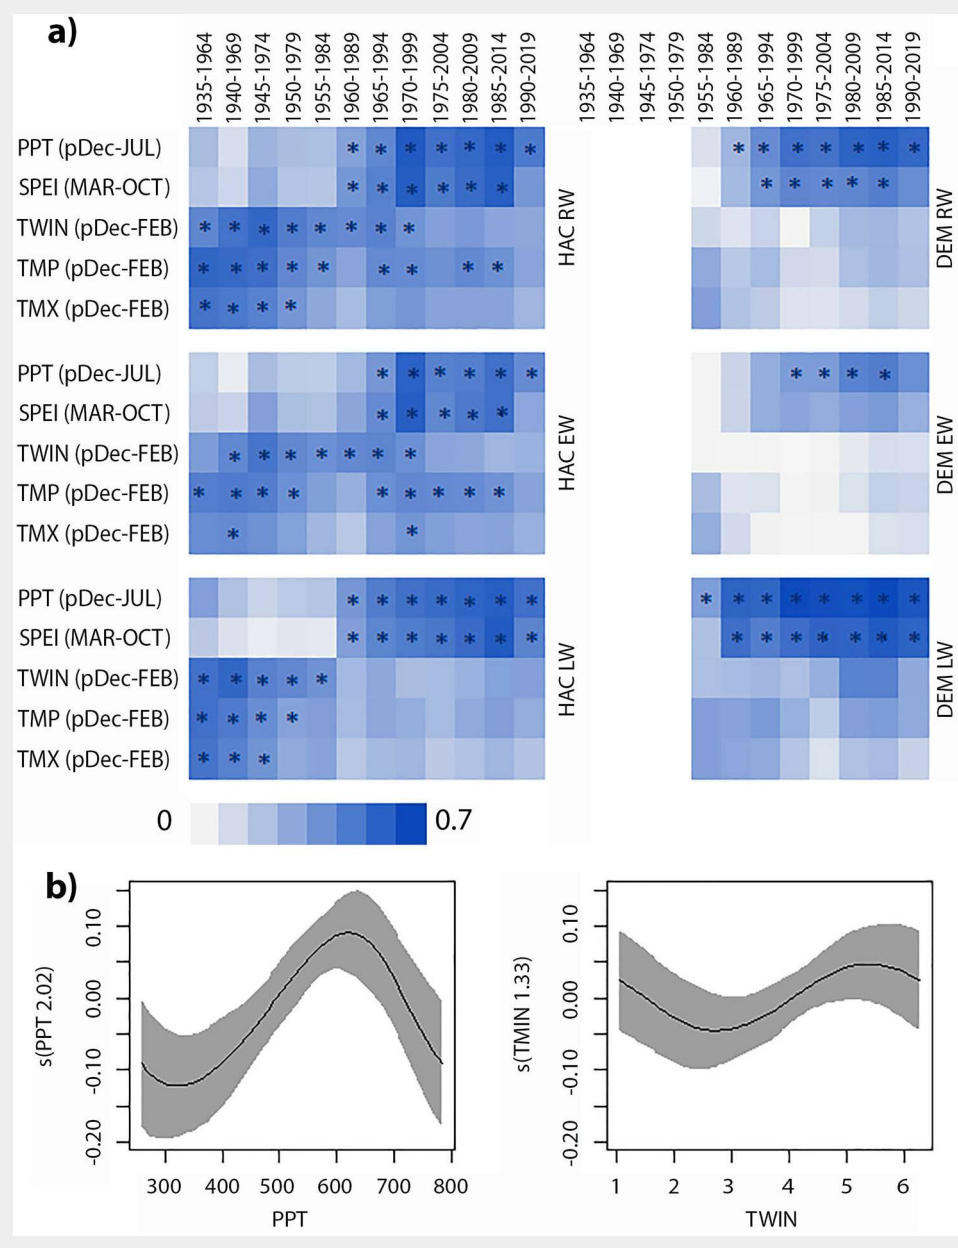 a)
1935-1964 1940-1969 1945-1974 1950-1979 1955-1984 1960-1989 1965-1994 1970-1999 1975-2004 1980-2009 1985-2014 1990-2019 1935-1964 1940-1969 1945-1974 1950-1979 1955-1984 1960-1989 1965-1994 1970-1999 1975-2004 1980-2009 1985-2014 1990-2019
PPT (pDec-JUL) * * * * * * * * * * * * * *
SPEI (MAR-OCT) * * * * * * * * * * *
TWIN (pDec-FEB) * * * * * * * *
TMP (pDec-FEB) * * * * * * * * *
TMX (pDec-FEB) * * * *
HAC RW
DEM RW
PPT (pDec-JUL) * * * * * * * * * *
SPEI (MAR-OCT) * * * * *
TWIN (pDec-FEB) * * * * * * *
TMP (pDec-FEB) * * * * * * * * *
TMX (pDec-FEB) * *
HAC EW
DEM EW
PPT (pDec-JUL) * * * * * * * * * * * * * * *
SPEI (MAR-OCT) * * * * * * * * * * * * * *
TWIN (pDec-FEB) * * * * *
TMP (pDec-FEB) * * * *
TMX (pDec-FEB) * * *
HAC LW
DEM LW
0 0.7
b)
s(PPT 2.02)
0.10
0.00
-0.10
-0.20
300 400 500 600 700 800
PPT
s(TMIN 1.33)
0.10
0.00
-0.10
-0.20
1 2 3 4 5 6
TWIN